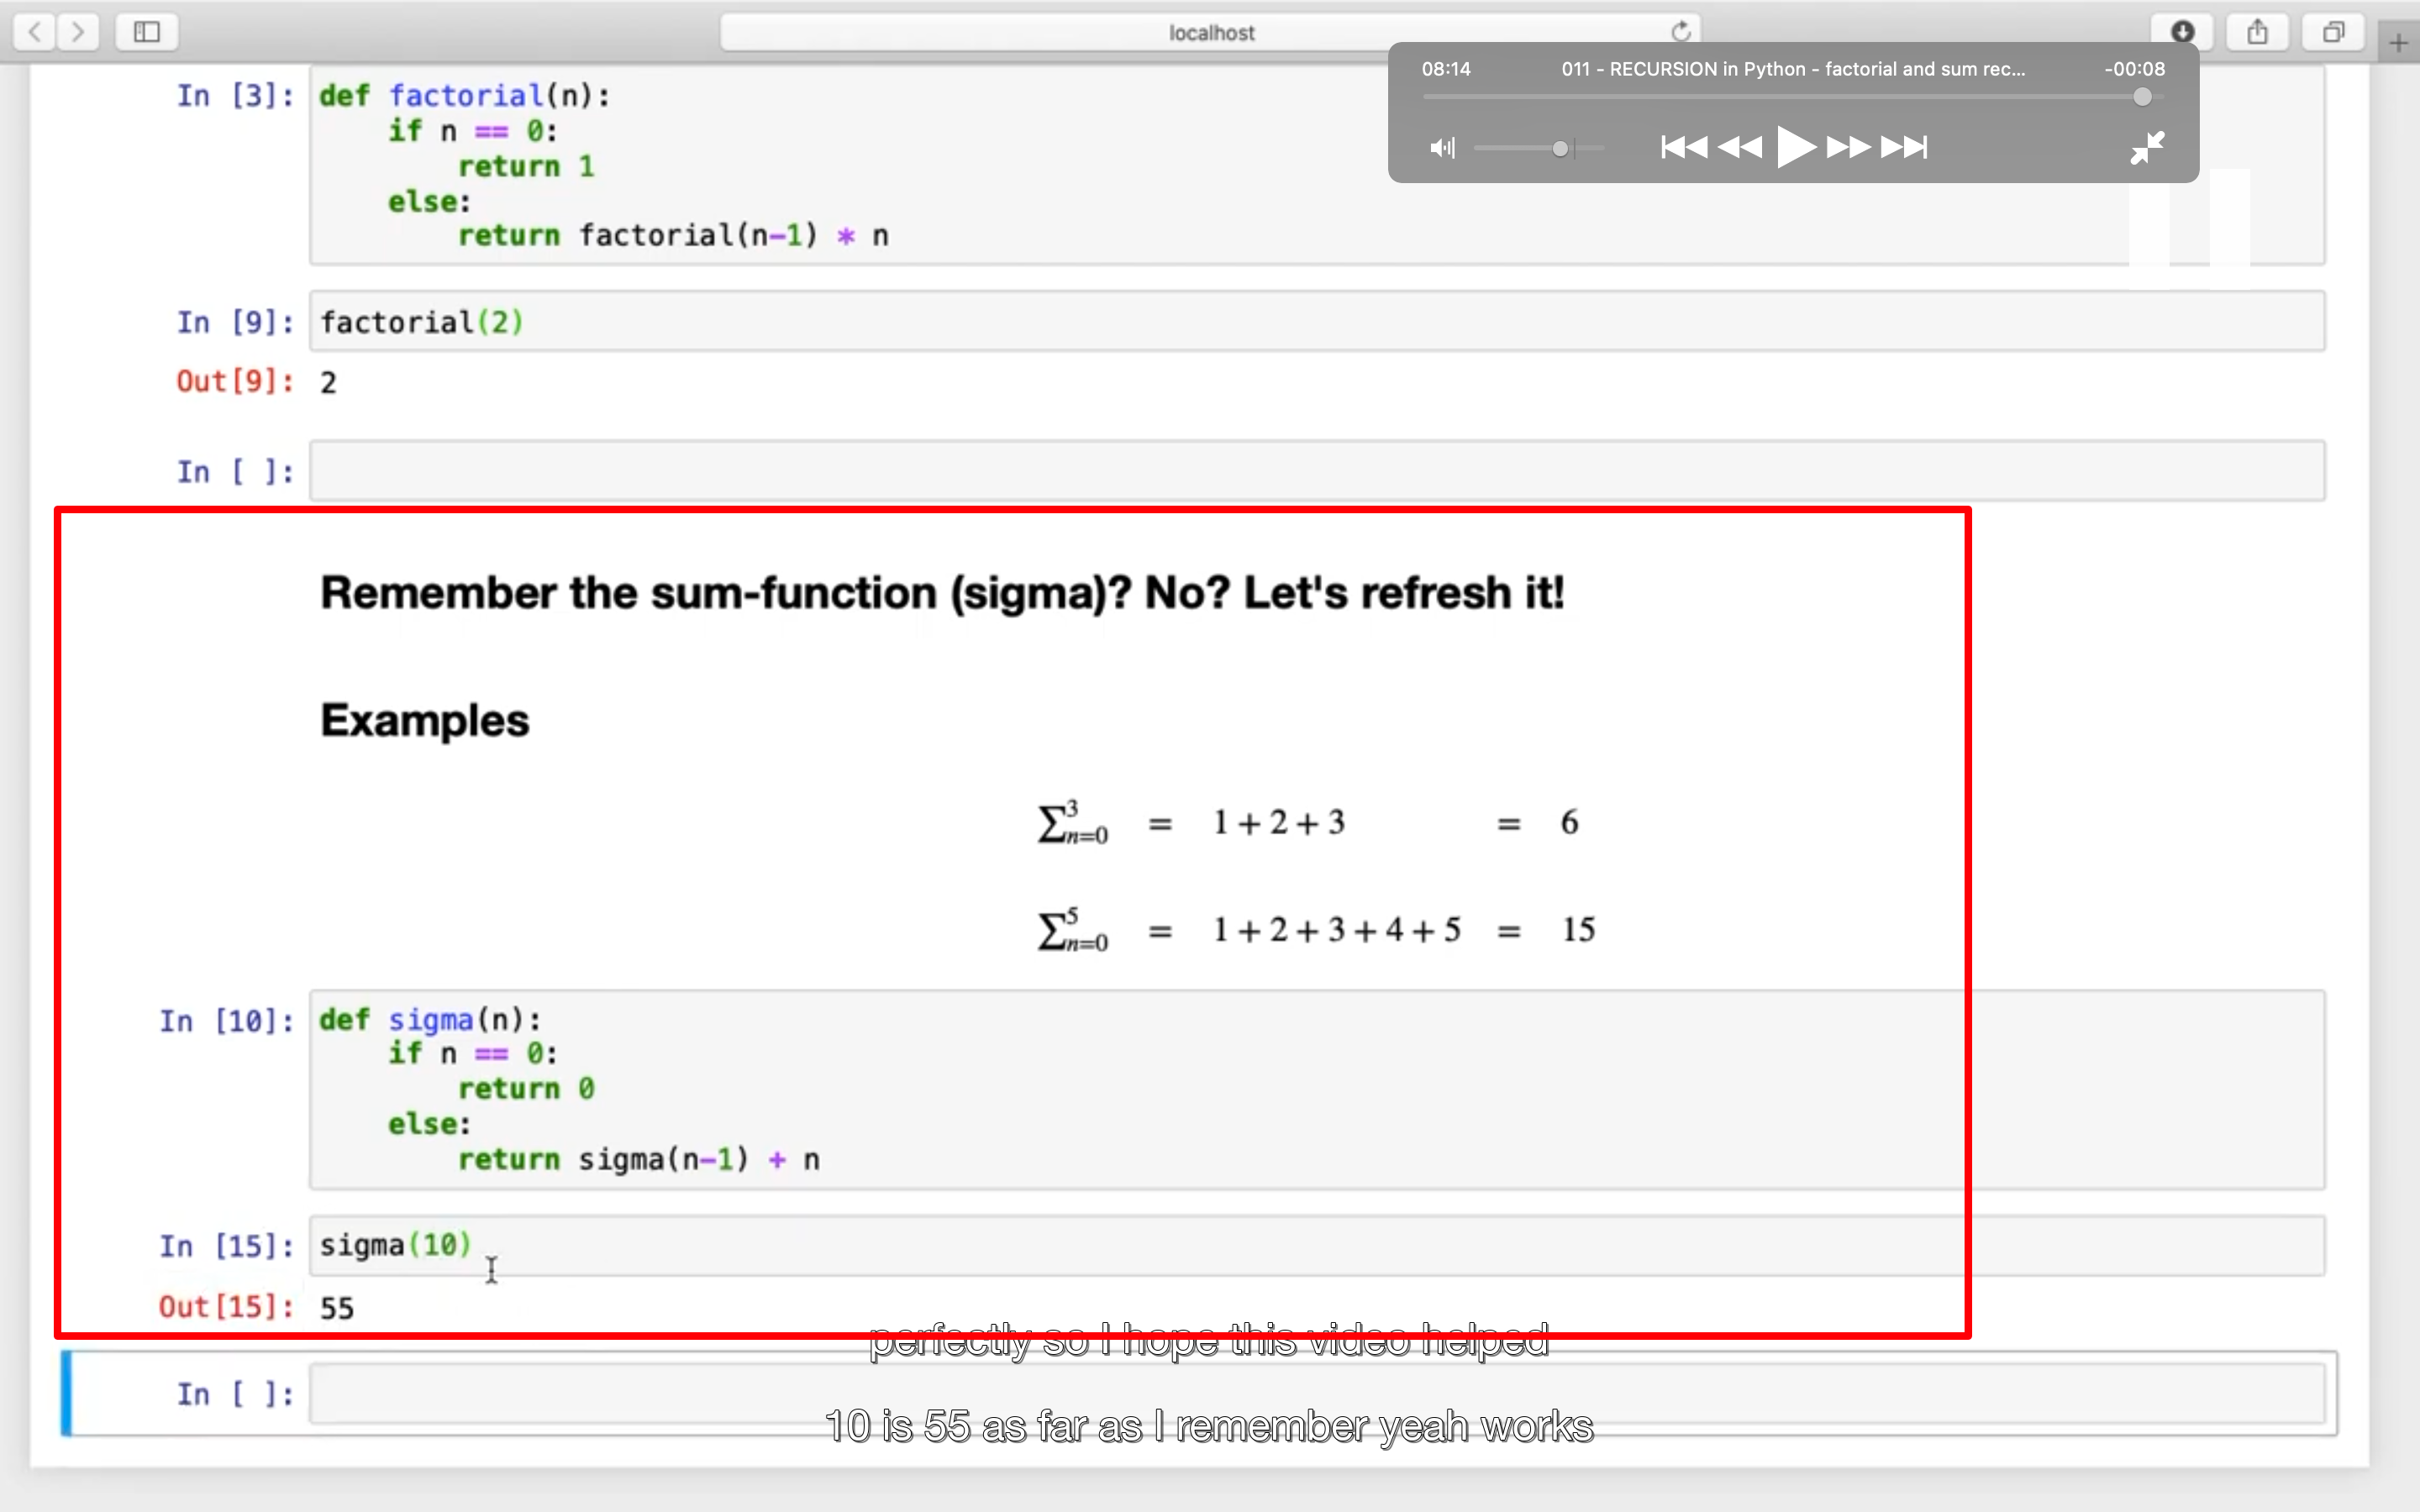 localhost
08:14 011 - RECURSION in Python - factorial and sum rec... -00:08
In [3]: def factorial(n):
if n == 0:
return 1
else:
return factorial(n-1) * n
In [9]: factorial(2)
Out[9]: 2
In [ ]:
Remember the sum-function (sigma)? No? Let's refresh it!
Examples
∑³ₙ₌₀ = 1 + 2 + 3 = 6
∑⁵ₙ₌₀ = 1 + 2 + 3 + 4 + 5 = 15
In [10]: def sigma(n):
if n == 0:
return 0
else:
return sigma(n-1) + n
In [15]: sigma(10)
Out[15]: 55
perfectly so I hope this video helped
In [ ]:
10 is 55 as far as I remember yeah works